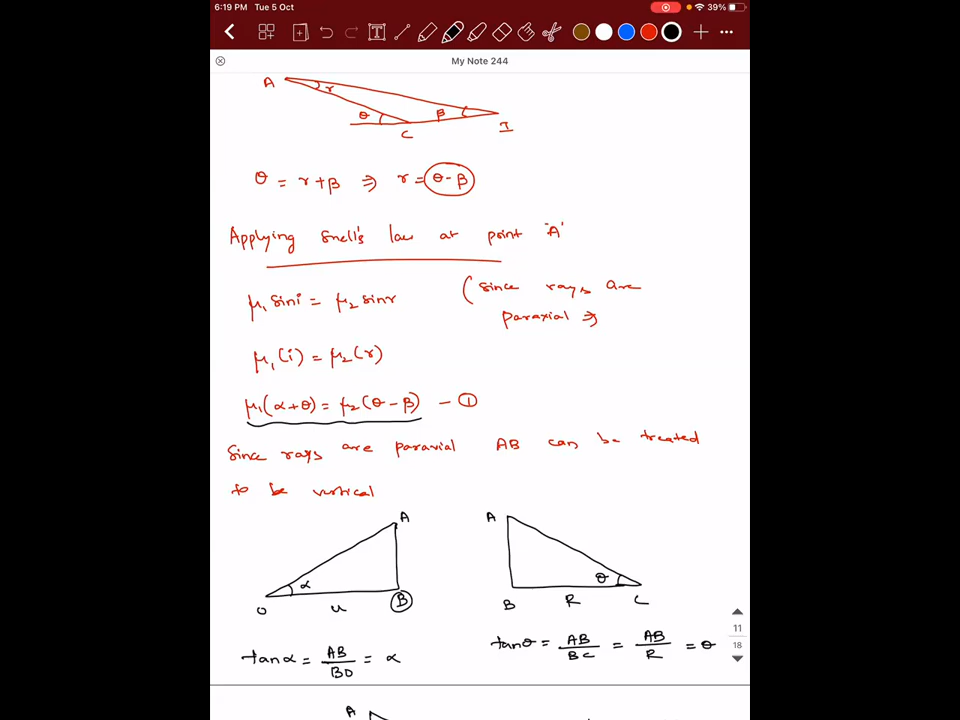 6:19 PM Tue 5 Oct 39%
My Note 244
A
r
θ
β
C
I
θ = r+β ⇒ r = θ-β
Applying Snell's law at point 'A'
μ₁ sin i = μ₂ sin r (since rays are
paraxial ⇒
μ₁(i) = μ₂(r)
μ₁(α+θ) = μ₂(θ-β) - ①
Since rays are paraxial AB can be treated
to be vertical
A
α
O u B
A
θ
B R C
tanα = AB/BO = α
tanθ = AB/BC = AB/R = θ
11
18
A